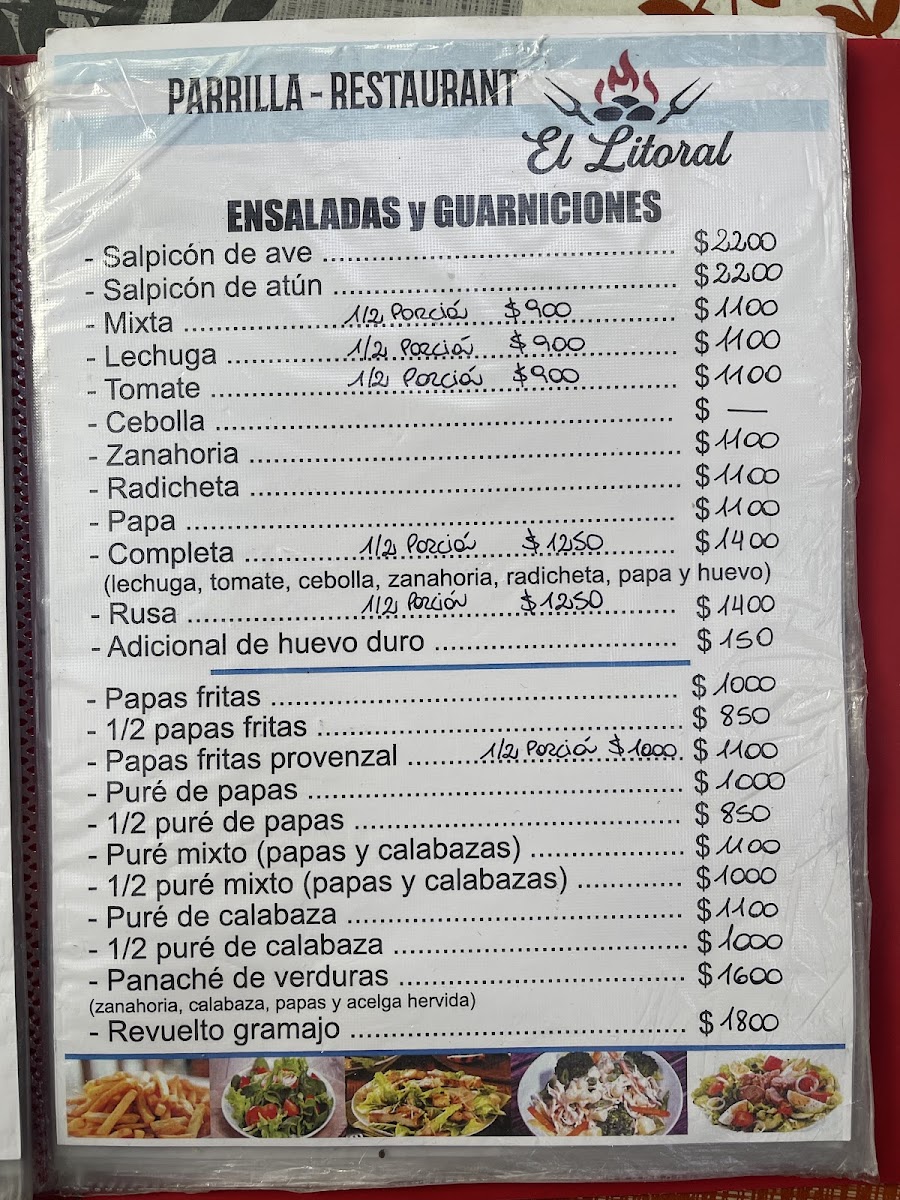 PARRILLA - RESTAURANT
El Litoral
ENSALADAS y GUARNICIONES
- Salpicón de ave ........ $2200
- Salpicón de atún ........ $2200
- Mixta ........ 1/2 Porción $900 ........ $1100
- Lechuga ........ 1/2 Porción $900 ........ $1100
- Tomate ........ 1/2 Porción $900 ........ $1100
- Cebolla ........ $ —
- Zanahoria ........ $1100
- Radicheta ........ $1100
- Papa ........ $1100
- Completa ........ 1/2 Porción $1250 ........ $1400
(lechuga, tomate, cebolla, zanahoria, radicheta, papa y huevo)
- Rusa ........ 1/2 Porción $1250 ........ $1400
- Adicional de huevo duro ........ $150
- Papas fritas ........ $1000
- 1/2 papas fritas ........ $850
- Papas fritas provenzal ........ 1/2 Porción $1000 $1100
- Puré de papas ........ $1000
- 1/2 puré de papas ........ $850
- Puré mixto (papas y calabazas) ........ $1100
- 1/2 puré mixto (papas y calabazas) ........ $1000
- Puré de calabaza ........ $1100
- 1/2 puré de calabaza ........ $1000
- Panaché de verduras ........ $1600
(zanahoria, calabaza, papas y acelga hervida)
- Revuelto gramajo ........ $1800